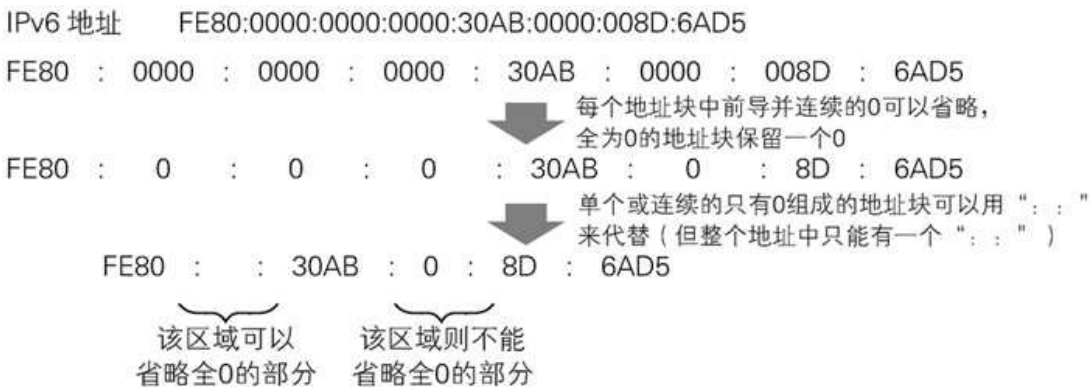 IPv6 地址 FE80:0000:0000:0000:30AB:0000:008D:6AD5
FE80 : 0000 : 0000 : 0000 : 30AB : 0000 : 008D : 6AD5
每个地址块中前导并连续的0可以省略，
全为0的地址块保留一个0
FE80 : 0 : 0 : 0 : 30AB : 0 : 8D : 6AD5
单个或连续的只有0组成的地址块可以用“：：”
来代替（但整个地址中只能有一个“：：”）
FE80 : : 30AB : 0 : 8D : 6AD5
该区域可以 该区域则不能
省略全0的部分 省略全0的部分